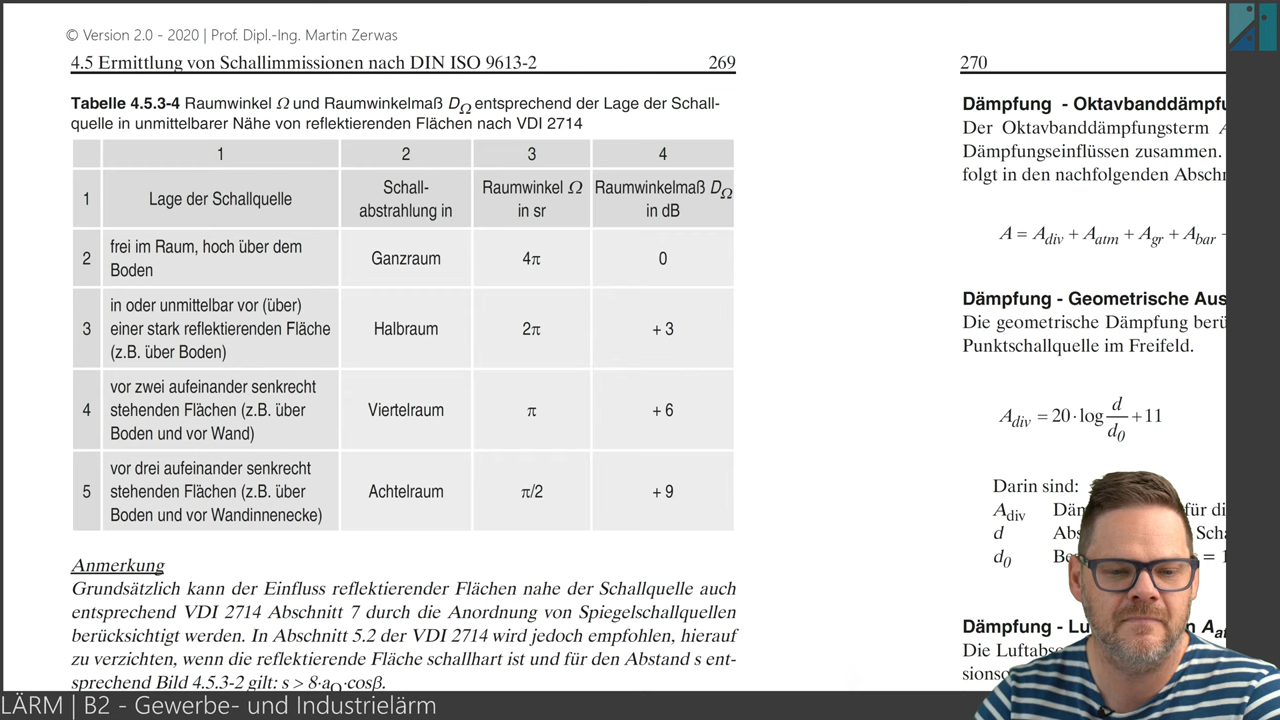 © Version 2.0 - 2020 | Prof. Dipl.-Ing. Martin Zerwas
4.5 Ermittlung von Schallimmissionen nach DIN ISO 9613-2 269
Tabelle 4.5.3-4 Raumwinkel Ω und Raumwinkelmaß DΩ entsprechend der Lage der Schall-
quelle in unmittelbarer Nähe von reflektierenden Flächen nach VDI 2714
1 2 3 4
1 Lage der Schallquelle Schall-
abstrahlung in Raumwinkel Ω
in sr Raumwinkelmaß DΩ
in dB
2 frei im Raum, hoch über dem
Boden Ganzraum 4π 0
3 in oder unmittelbar vor (über)
einer stark reflektierenden Fläche
(z.B. über Boden) Halbraum 2π + 3
4 vor zwei aufeinander senkrecht
stehenden Flächen (z.B. über
Boden und vor Wand) Viertelraum π + 6
5 vor drei aufeinander senkrecht
stehenden Flächen (z.B. über
Boden und vor Wandinnenecke) Achtelraum π/2 + 9
Anmerkung
Grundsätzlich kann der Einfluss reflektierender Flächen nahe der Schallquelle auch
entsprechend VDI 2714 Abschnitt 7 durch die Anordnung von Spiegelschallquellen
berücksichtigt werden. In Abschnitt 5.2 der VDI 2714 wird jedoch empfohlen, hierauf
zu verzichten, wenn die reflektierende Fläche schallhart ist und für den Abstand s ent-
sprechend Bild 4.5.3-2 gilt: s > 8·aQ·cosβ.
270
Dämpfung - Oktavbanddämpfu
Der Oktavbanddämpfungsterm
Dämpfungseinflüssen zusammen.
folgt in den nachfolgenden Abschn
A = Adiv + Aatm + Agr + Abar
Dämpfung - Geometrische Aus
Die geometrische Dämpfung berü
Punktschallquelle im Freifeld.
Adiv = 20·log d/d0 + 11
Darin sind:
Adiv Däm für di
d Abs Scha
d0 Be = 1
Dämpfung - Lu n Aat
Die Luftabso
sionsc
LÄRM | B2 - Gewerbe- und Industrielärm